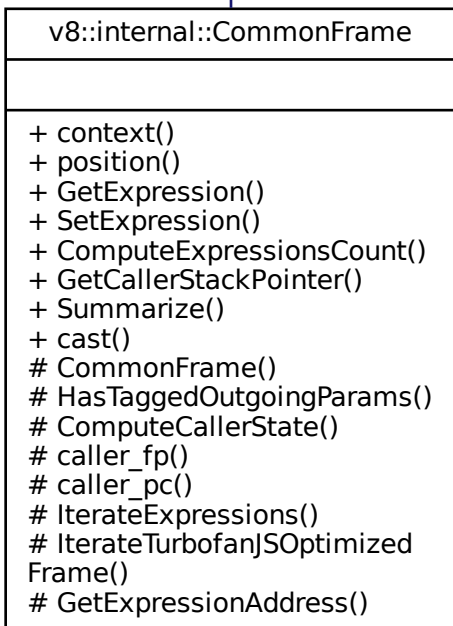 v8::internal::CommonFrame
+ context()
+ position()
+ GetExpression()
+ SetExpression()
+ ComputeExpressionsCount()
+ GetCallerStackPointer()
+ Summarize()
+ cast()
# CommonFrame()
# HasTaggedOutgoingParams()
# ComputeCallerState()
# caller_fp()
# caller_pc()
# IterateExpressions()
# IterateTurbofanJSOptimized
Frame()
# GetExpressionAddress()